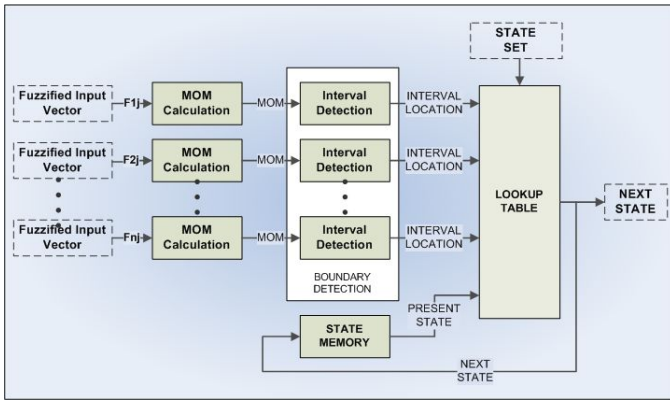 STATE
SET
Fuzzified Input
Vector
F1j
MOM
Calculation
MOM
Interval
Detection
INTERVAL
LOCATION
Fuzzified Input
Vector
F2j
MOM
Calculation
MOM
Interval
Detection
INTERVAL
LOCATION
LOOKUP
TABLE
NEXT
STATE
Fuzzified Input
Vector
Fnj
MOM
Calculation
MOM
Interval
Detection
INTERVAL
LOCATION
BOUNDARY
DETECTION
PRESENT
STATE
STATE
MEMORY
NEXT
STATE